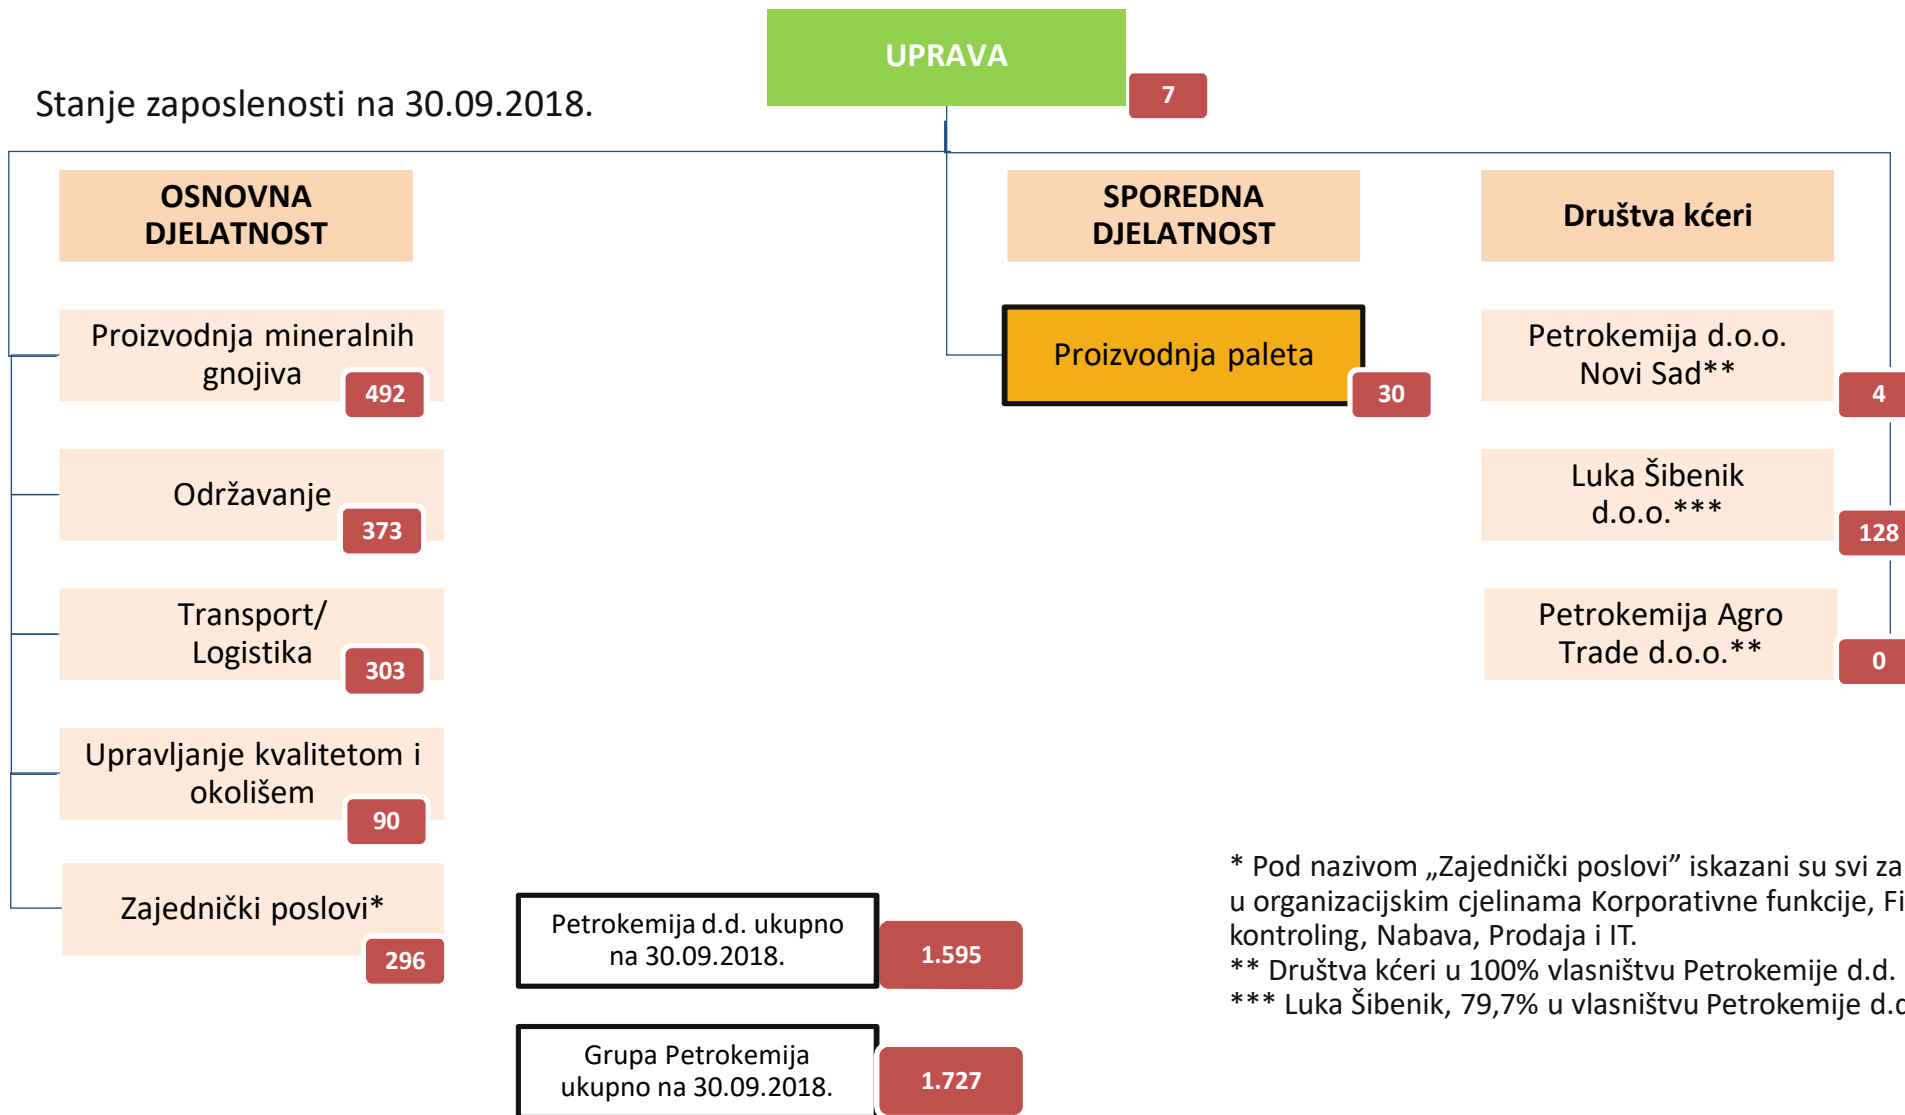 UPRAVA
7
Stanje zaposlenosti na 30.09.2018.
OSNOVNA
DJELATNOST
Proizvodnja mineralnih
gnojiva
492
Održavanje
373
Transport/
Logistika
303
Upravljanje kvalitetom i
okolišem
90
Zajednički poslovi*
296
SPOREDNA
DJELATNOST
Proizvodnja paleta
30
Društva kćeri
Petrokemija d.o.o.
Novi Sad**
4
Luka Šibenik
d.o.o.***
128
Petrokemija Agro
Trade d.o.o.**
0
Petrokemija d.d. ukupno
na 30.09.2018.
1.595
Grupa Petrokemija
ukupno na 30.09.2018.
1.727
* Pod nazivom „Zajednički poslovi” iskazani su svi
u organizacijskim cjelinama Korporativne funkcije,
kontroling, Nabava, Prodaja i IT.
** Društva kćeri u 100% vlasništvu Petrokemije d.d.
*** Luka Šibenik, 79,7% u vlasništvu Petrokemije